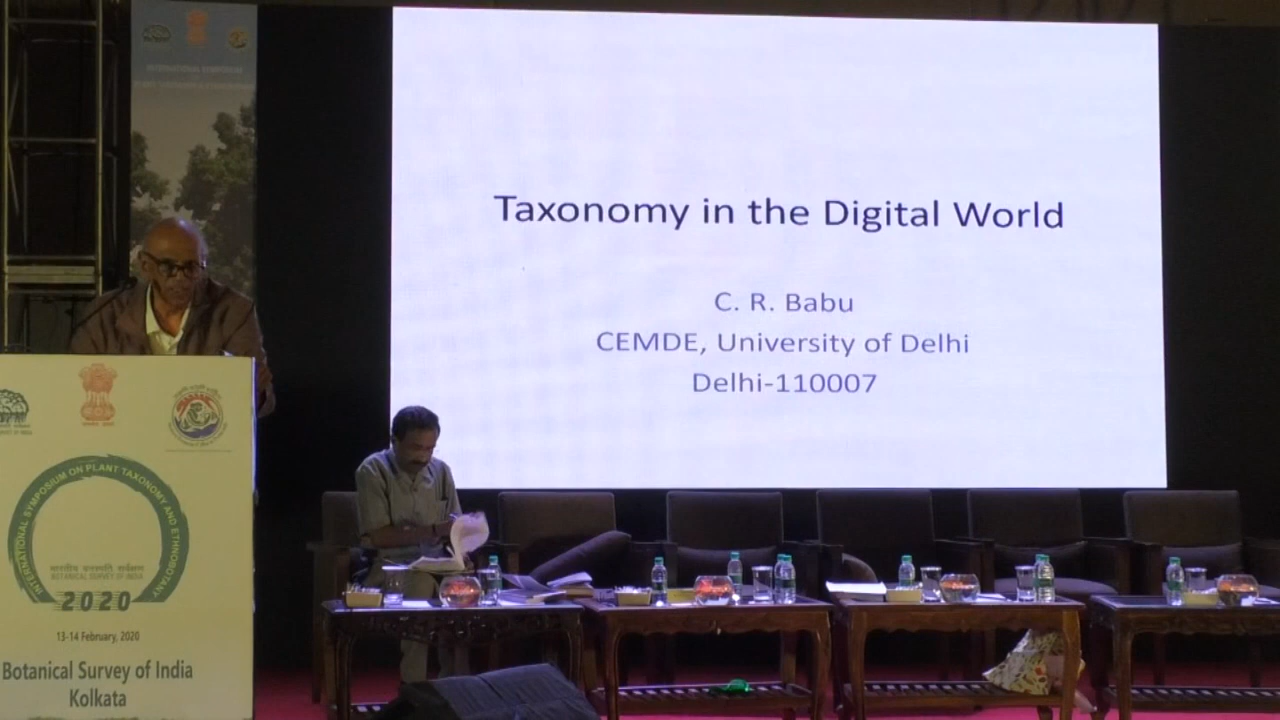 INTERNATIONAL SYMPOSIUM
Taxonomy in the Digital World
C. R. Babu
CEMDE, University of Delhi
Delhi-110007
INTERNATIONAL SYMPOSIUM ON PLANT TAXONOMY AND ETHNOBOTANY
भारतीय वनस्पति सर्वेक्षण
BOTANICAL SURVEY OF INDIA
2020
13-14 February, 2020
Botanical Survey of India
Kolkata